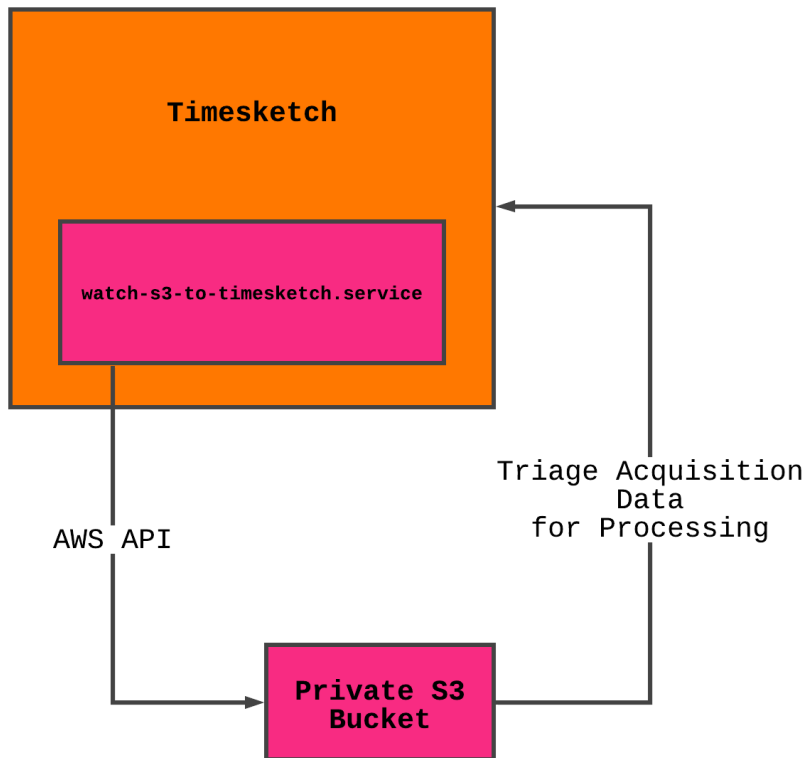 Timesketch
watch-s3-to-timesketch.service
Triage Acquisition
Data
for Processing
AWS API
Private S3
Bucket